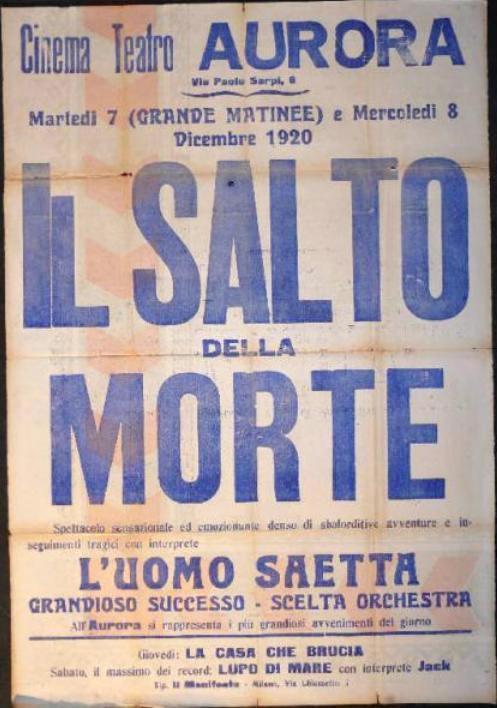 Cinema Teatro AURORA
Via Paolo Sarpi, 6
Martedì 7 (GRANDE MATINEE) e Mercoledì 8
Dicembre 1920
IL SALTO
DELLA
MORTE
Spettacolo sensazionale ed emozionante denso di sbalorditive avventure e in-
seguimenti tragici con interprete
L'UOMO SAETTA
GRANDIOSO SUCCESSO - SCELTA ORCHESTRA
All'Aurora si rappresenta i più grandiosi avvenimenti del giorno
Giovedì: LA CASA CHE BRUCIA
Sabato, il massimo dei record: LUPO DI MARE con interprete Jack
Tip. Il Manifesto - Milano, Via